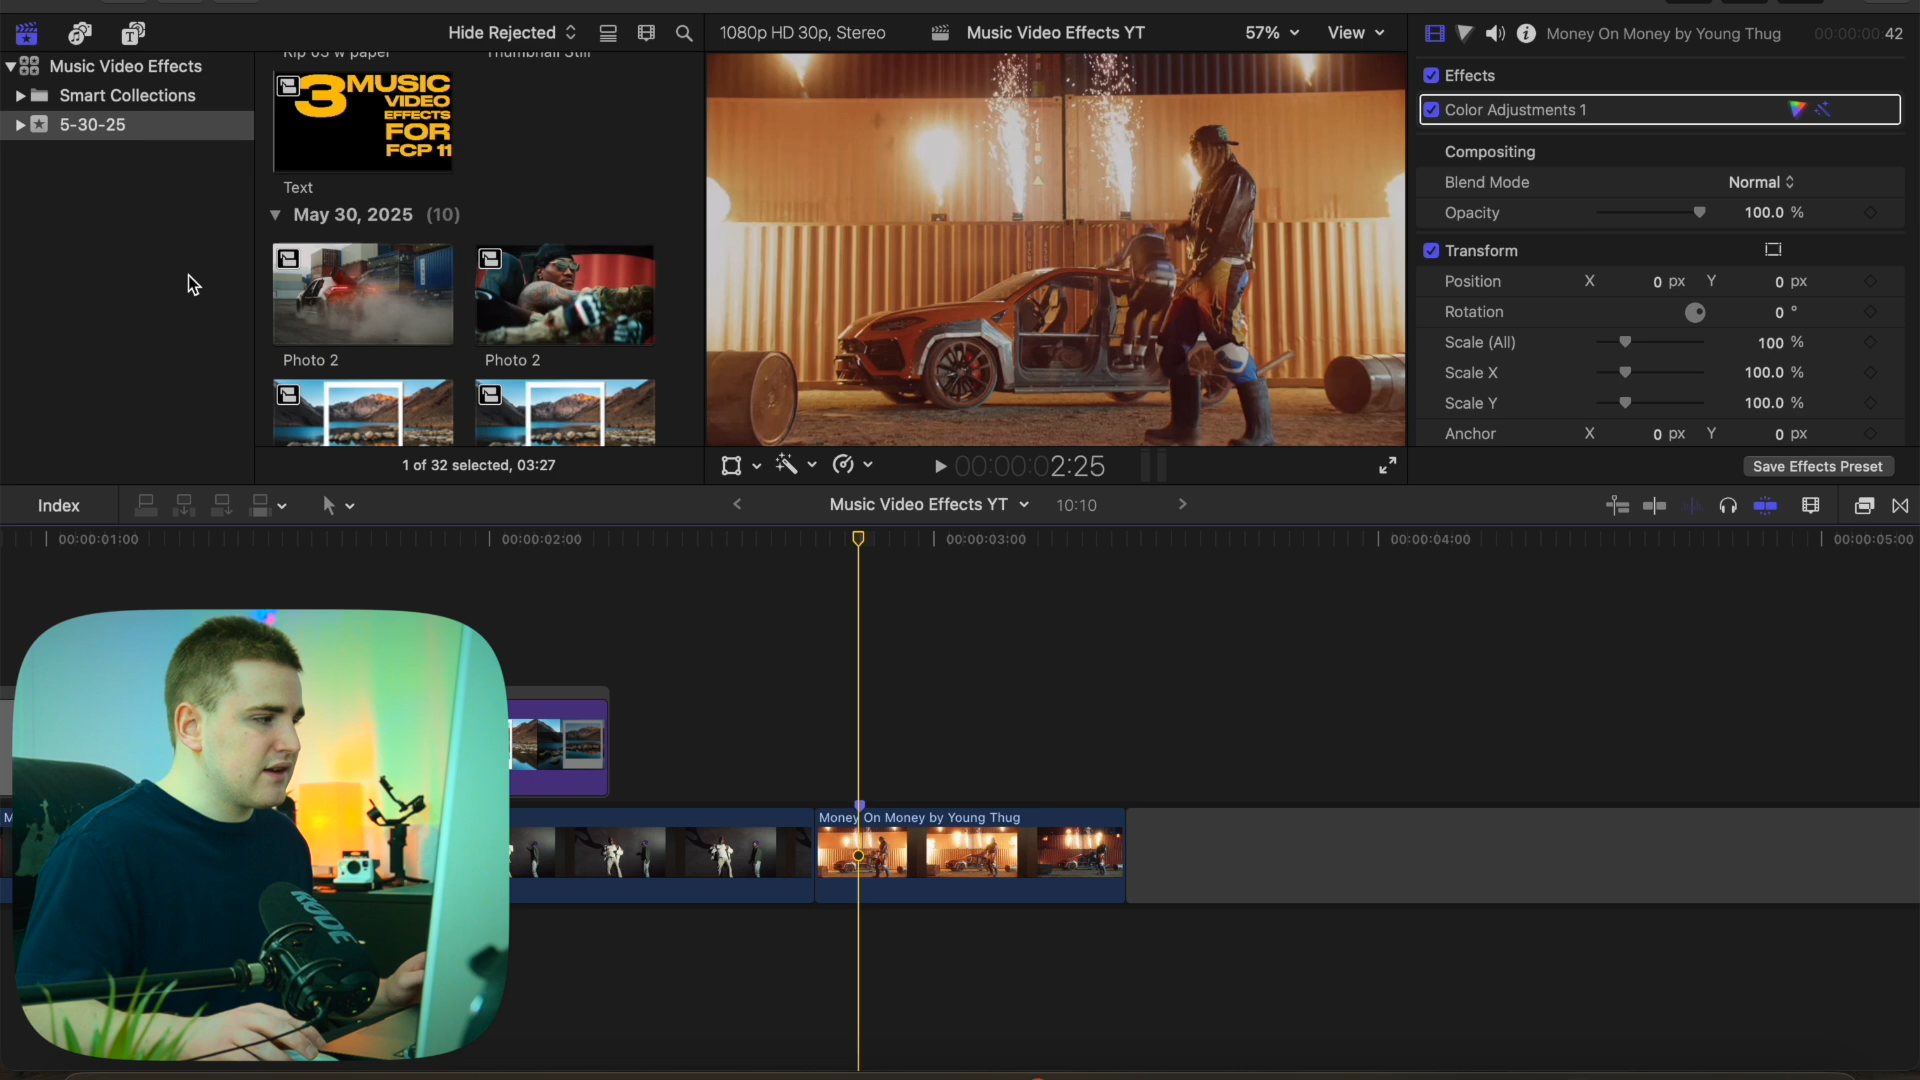 Hide Rejected
1080p HD 30p, Stereo
Music Video Effects YT
57%
View
Money On Money by Young Thug
00:00:00:42
Music Video Effects
Smart Collections
5-30-25
Rip 03 w paper
Thumbnail Still
3 MUSIC
VIDEO
EFFECTS
FOR
FCP 11
Text
May 30, 2025 (10)
Photo 2
Photo 2
1 of 32 selected, 03:27
00:00:02:25
Effects
Color Adjustments 1
Compositing
Blend Mode
Normal
Opacity
100.0 %
Transform
Position
X
0 px
Y
0 px
Rotation
0 °
Scale (All)
100 %
Scale X
100.0 %
Scale Y
100.0 %
Anchor
X
0 px
Y
0 px
Save Effects Preset
Index
Music Video Effects YT
10:10
00:00:01:00
00:00:02:00
00:00:03:00
00:00:04:00
00:00:05:00
M
Money On Money by Young Thug
RØDE